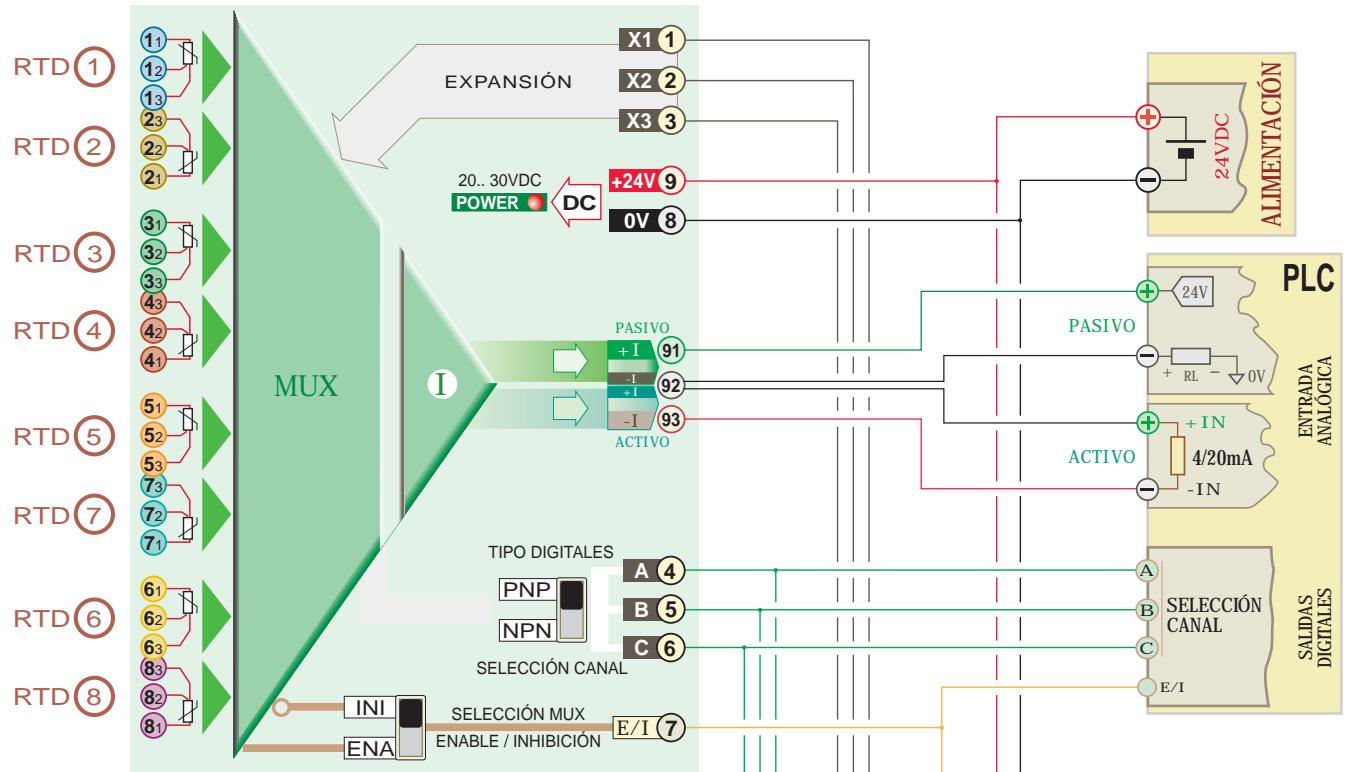 RTD 1
11
12
13
RTD 2
23
22
21
RTD 3
31
32
33
RTD 4
43
42
41
RTD 5
51
52
53
RTD 7
73
72
71
RTD 6
61
62
63
RTD 8
83
82
81
MUX
I
EXPANSIÓN
X1 1
X2 2
X3 3
20.. 30VDC
POWER
DC
+24V 9
0V 8
PASIVO
+I 91
-I
92
+I
-I 93
ACTIVO
TIPO DIGITALES
PNP
NPN
A 4
B 5
C 6
SELECCIÓN CANAL
INI
ENA
SELECCIÓN MUX
ENABLE / INHIBICIÓN
E/I 7
+
−
24VDC
ALIMENTACIÓN
PLC
PASIVO
+
24V
−
+ RL −
0V
ACTIVO
+
+IN
4/20mA
−
-IN
ENTRADA
ANALÓGICA
A
B
C
SELECCIÓN
CANAL
E/I
SALIDAS
DIGITALES